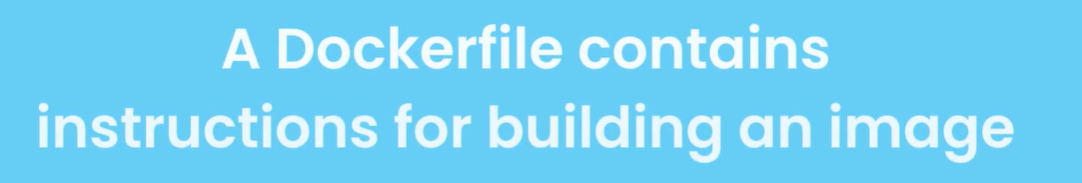 A Dockerfile contains
instructions for building an image